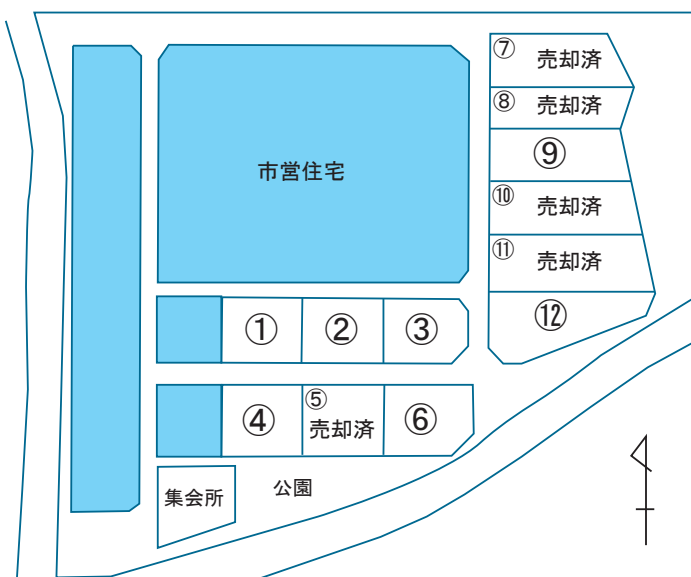 ⑦ 売却済
⑧ 売却済
⑨
⑩ 売却済
⑪ 売却済
⑫
市営住宅
① ② ③
④ ⑤ 売却済 ⑥
集会所
公園